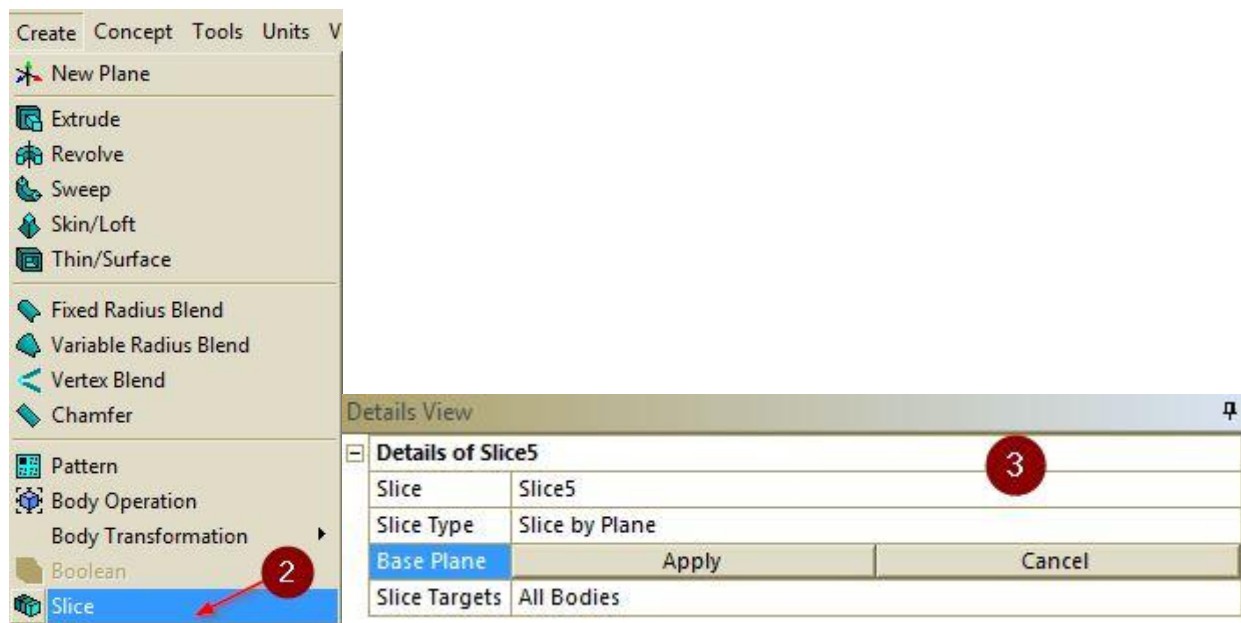 Create Concept Tools Units V
New Plane
Extrude
Revolve
Sweep
Skin/Loft
Thin/Surface
Fixed Radius Blend
Variable Radius Blend
Vertex Blend
Chamfer
Pattern
Body Operation
Body Transformation
Boolean
2
Slice
Details View
Details of Slice5
3
Slice Slice5
Slice Type Slice by Plane
Base Plane Apply Cancel
Slice Targets All Bodies